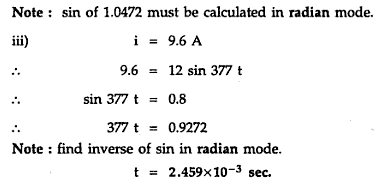 Note : sin of 1.0472 must be calculated in radian mode.
iii) i = 9.6 A
∴ 9.6 = 12 sin 377 t
∴ sin 377 t = 0.8
∴ 377 t = 0.9272
Note : find inverse of sin in radian mode.
t = 2.459×10⁻³ sec.